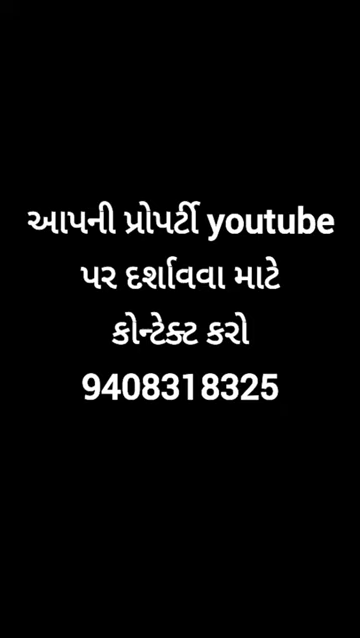 આપની પ્રોપર્ટી youtube
પર દર્શાવવા માટે
કોન્ટેક્ટ કરો
9408318325